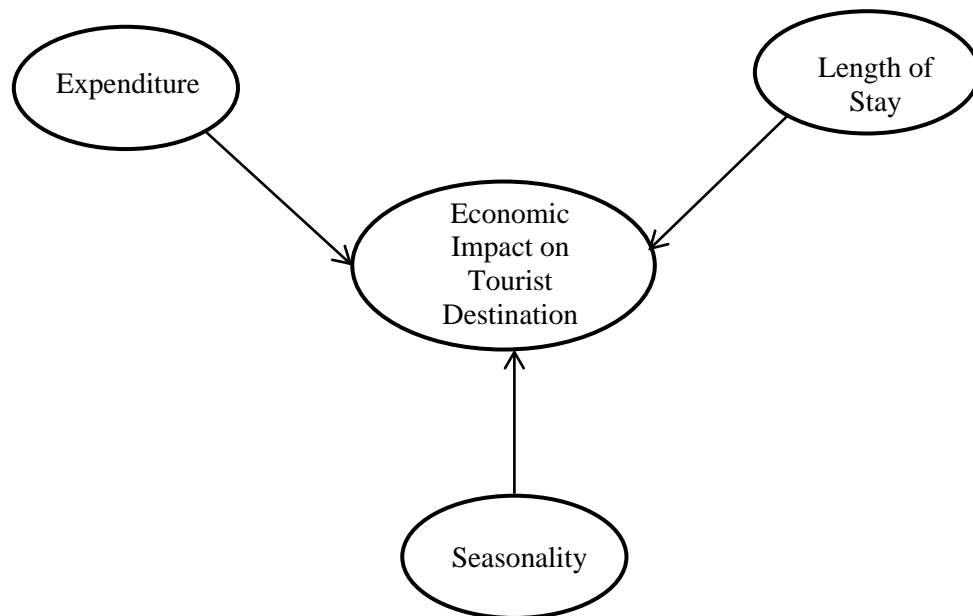 Expenditure
Length of
Stay
Economic
Impact on
Tourist
Destination
Seasonality